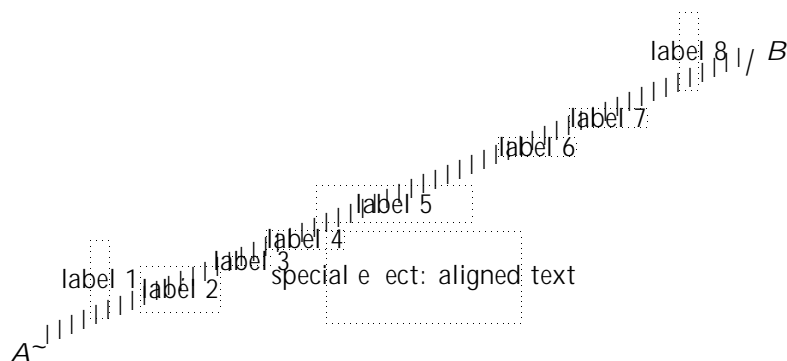 label 8
B
label 7
label 6
label 5
label 4
label 3
label 1
special e ect: aligned text
label 2
A